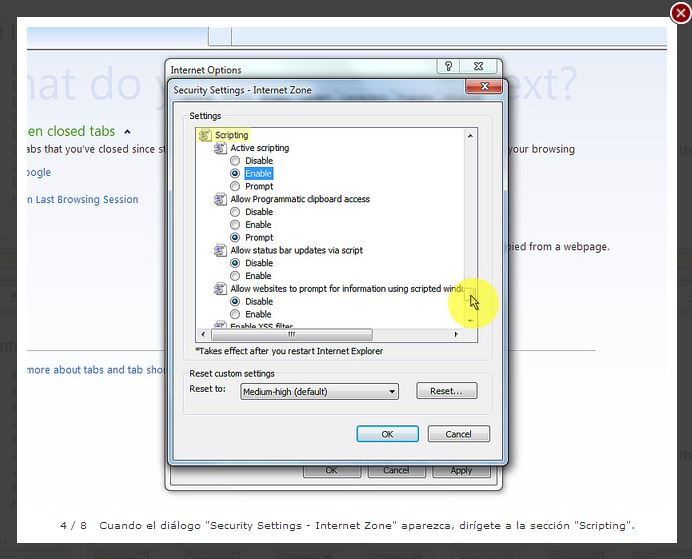 hat do y
ext?
en closed tabs
abs that you've closed since st
your browsing
ogle
n Last Browsing Session
pied from a webpage.
more about tabs and tab shor
Internet Options
Security Settings - Internet Zone
Settings
Scripting
Active scripting
Disable
Enable
Prompt
Allow Programmatic clipboard access
Disable
Enable
Prompt
Allow status bar updates via script
Disable
Enable
Allow websites to prompt for information using scripted windo
Disable
Enable
Enable XSS filter
*Takes effect after you restart Internet Explorer
Reset custom settings
Reset to: Medium-high (default) Reset...
OK Cancel
OK Cancel Apply
4 / 8 Cuando el diálogo "Security Settings - Internet Zone" aparezca, dirígete a la sección "Scripting".